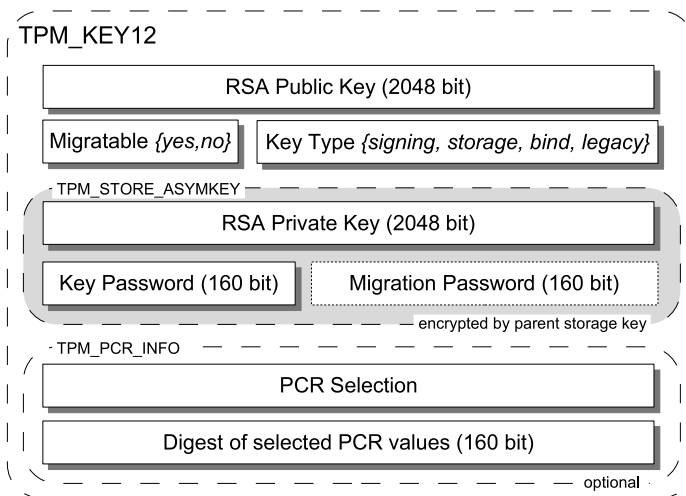 TPM_KEY12
RSA Public Key (2048 bit)
Migratable {yes,no}
Key Type {signing, storage, bind, legacy}
TPM_STORE_ASYMKEY
RSA Private Key (2048 bit)
Key Password (160 bit)
Migration Password (160 bit)
encrypted by parent storage key
TPM_PCR_INFO
PCR Selection
Digest of selected PCR values (160 bit)
optional